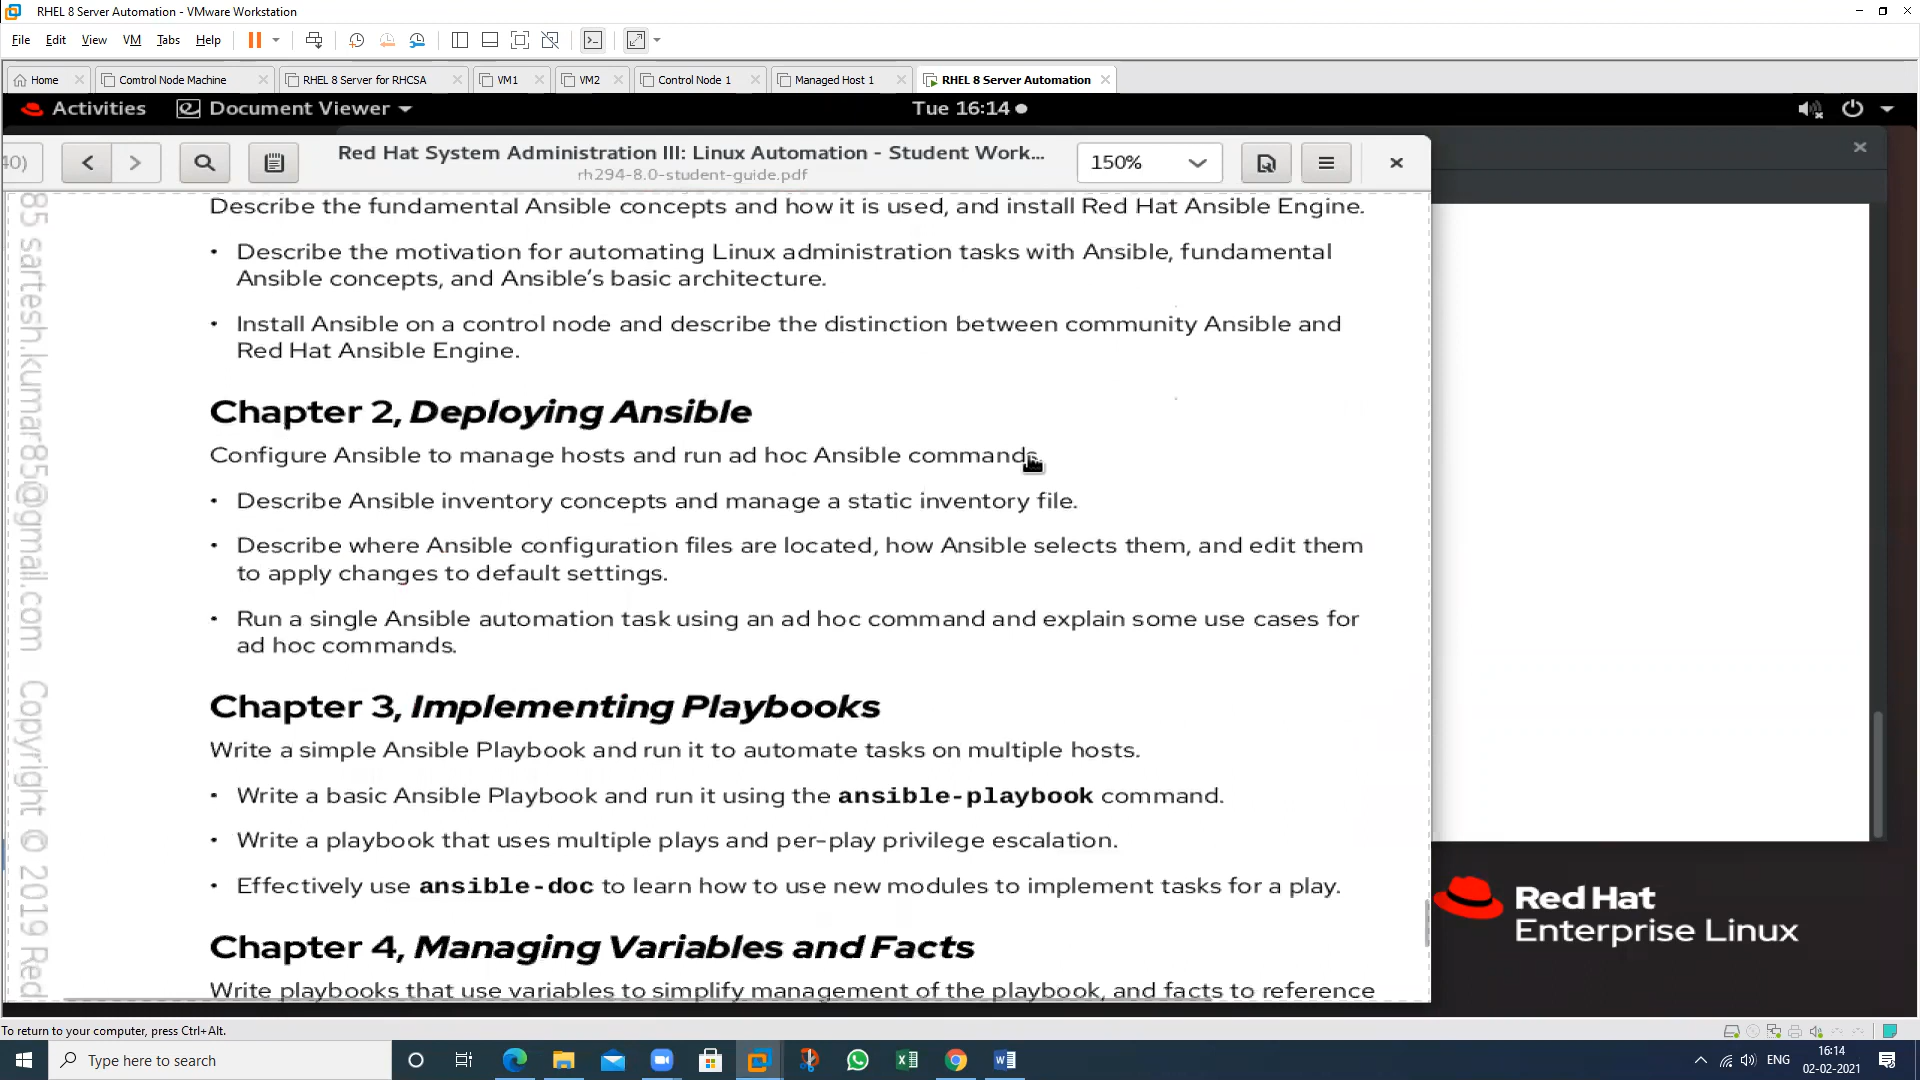 RHEL 8 Server Automation - VMware Workstation
File Edit View VM Tabs Help
Home Comtrol Node Machine RHEL 8 Server for RHCSA VM1 VM2 Control Node 1 Managed Host 1 RHEL 8 Server Automation
Activities Document Viewer Tue 16:14
40) Red Hat System Administration III: Linux Automation - Student Work... 150%
rh294-8.0-student-guide.pdf
Describe the fundamental Ansible concepts and how it is used, and install Red Hat Ansible Engine.
• Describe the motivation for automating Linux administration tasks with Ansible, fundamental
Ansible concepts, and Ansible's basic architecture.
• Install Ansible on a control node and describe the distinction between community Ansible and
Red Hat Ansible Engine.
Chapter 2, Deploying Ansible
Configure Ansible to manage hosts and run ad hoc Ansible commands.
• Describe Ansible inventory concepts and manage a static inventory file.
• Describe where Ansible configuration files are located, how Ansible selects them, and edit them
to apply changes to default settings.
• Run a single Ansible automation task using an ad hoc command and explain some use cases for
ad hoc commands.
Chapter 3, Implementing Playbooks
Write a simple Ansible Playbook and run it to automate tasks on multiple hosts.
• Write a basic Ansible Playbook and run it using the ansible-playbook command.
• Write a playbook that uses multiple plays and per-play privilege escalation.
• Effectively use ansible-doc to learn how to use new modules to implement tasks for a play.
Chapter 4, Managing Variables and Facts
Write playbooks that use variables to simplify management of the playbook, and facts to reference
85 sartesh.kumar85@gmail.com Copyright © 2019 Red
Red Hat
Enterprise Linux
To return to your computer, press Ctrl+Alt.
Type here to search
ENG
16:14
02-02-2021